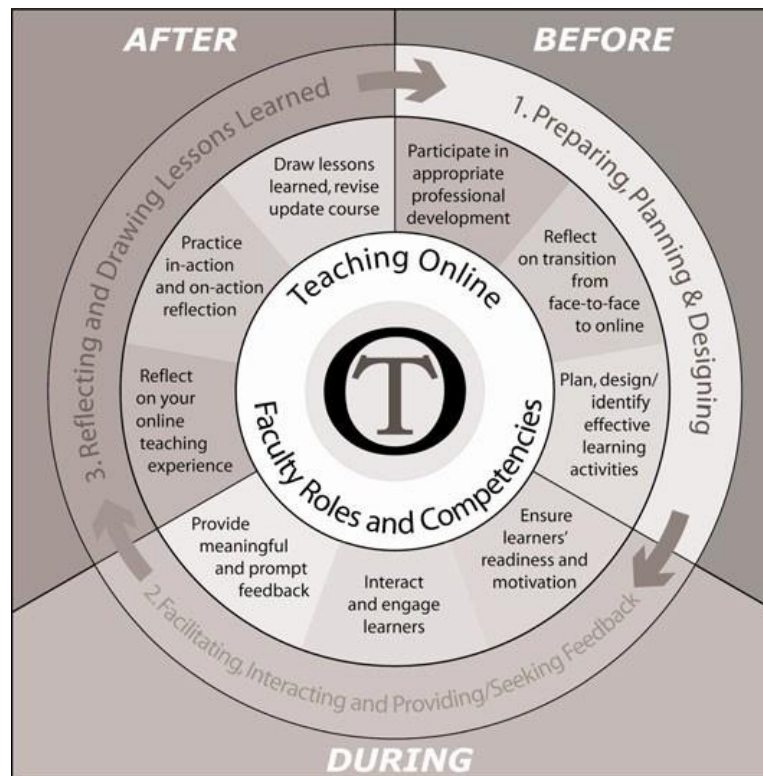 AFTER
BEFORE
1. Preparing, Planning & Designing
Participate in
appropriate
professional
development
Reflect
on transition
from
face-to-face
to online
Plan, design/
identify
effective
learning
activities
2. Facilitating, Interacting and Providing/Seeking Feedback
Ensure
learners'
readiness and
motivation
Interact
and engage
learners
Provide
meaningful
and prompt
feedback
3. Reflecting and Drawing Lessons Learned
Reflect
on your
online
teaching
experience
Practice
in-action
and on-action
reflection
Draw lessons
learned, revise
update course
Teaching Online
OT
Faculty Roles and Competencies
DURING